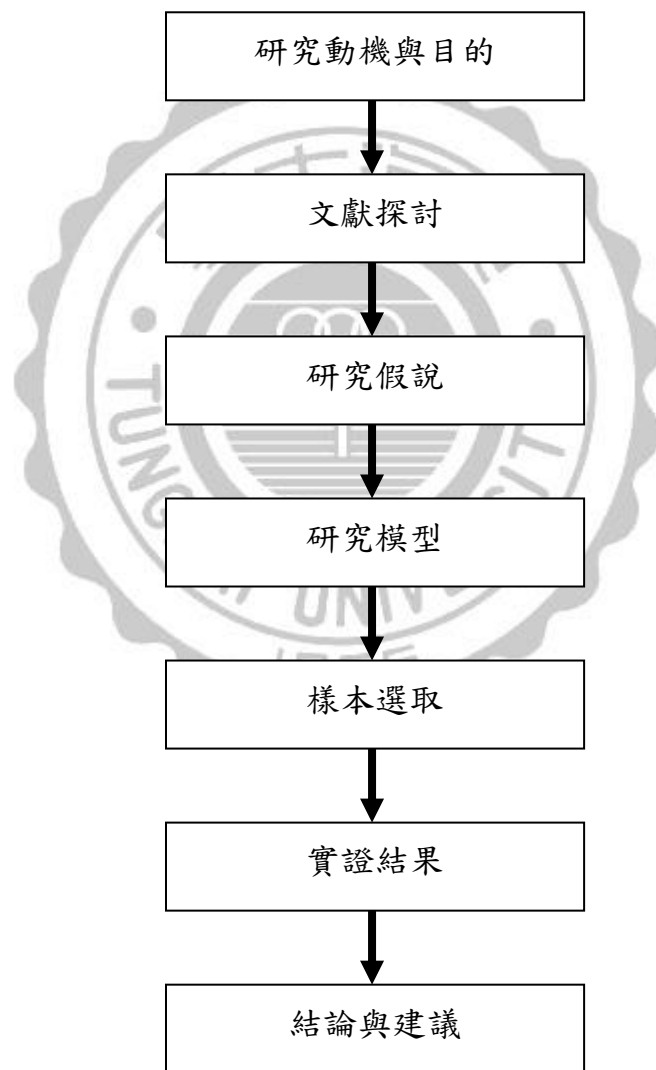 研究動機與目的
文獻探討
研究假說
研究模型
樣本選取
實證結果
結論與建議